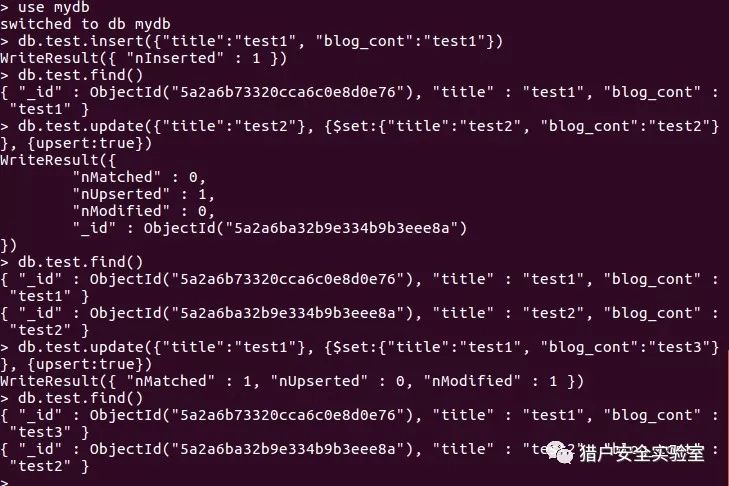 > use mydb
switched to db mydb
> db.test.insert({"title":"test1", "blog_cont":"test1"})
WriteResult({ "nInserted" : 1 })
> db.test.find()
{ "_id" : ObjectId("5a2a6b73320cca6c0e8d0e76"), "title" : "test1", "blog_cont" :
 "test1" }
> db.test.update({"title":"test2"}, {$set:{"title":"test2", "blog_cont":"test2"}
}, {upsert:true})
WriteResult({
        "nMatched" : 0,
        "nUpserted" : 1,
        "nModified" : 0,
        "_id" : ObjectId("5a2a6ba32b9e334b9b3eee8a")
})
> db.test.find()
{ "_id" : ObjectId("5a2a6b73320cca6c0e8d0e76"), "title" : "test1", "blog_cont" :
 "test1" }
{ "_id" : ObjectId("5a2a6ba32b9e334b9b3eee8a"), "title" : "test2", "blog_cont" :
 "test2" }
> db.test.update({"title":"test1"}, {$set:{"title":"test1", "blog_cont":"test3"}
}, {upsert:true})
WriteResult({ "nMatched" : 1, "nUpserted" : 0, "nModified" : 1 })
> db.test.find()
{ "_id" : ObjectId("5a2a6b73320cca6c0e8d0e76"), "title" : "test1", "blog_cont" :
 "test3" }
{ "_id" : ObjectId("5a2a6ba32b9e334b9b3eee8a"), "title" : "test2", "blog_cont" :
 "test2" }
猎户安全实验室
>